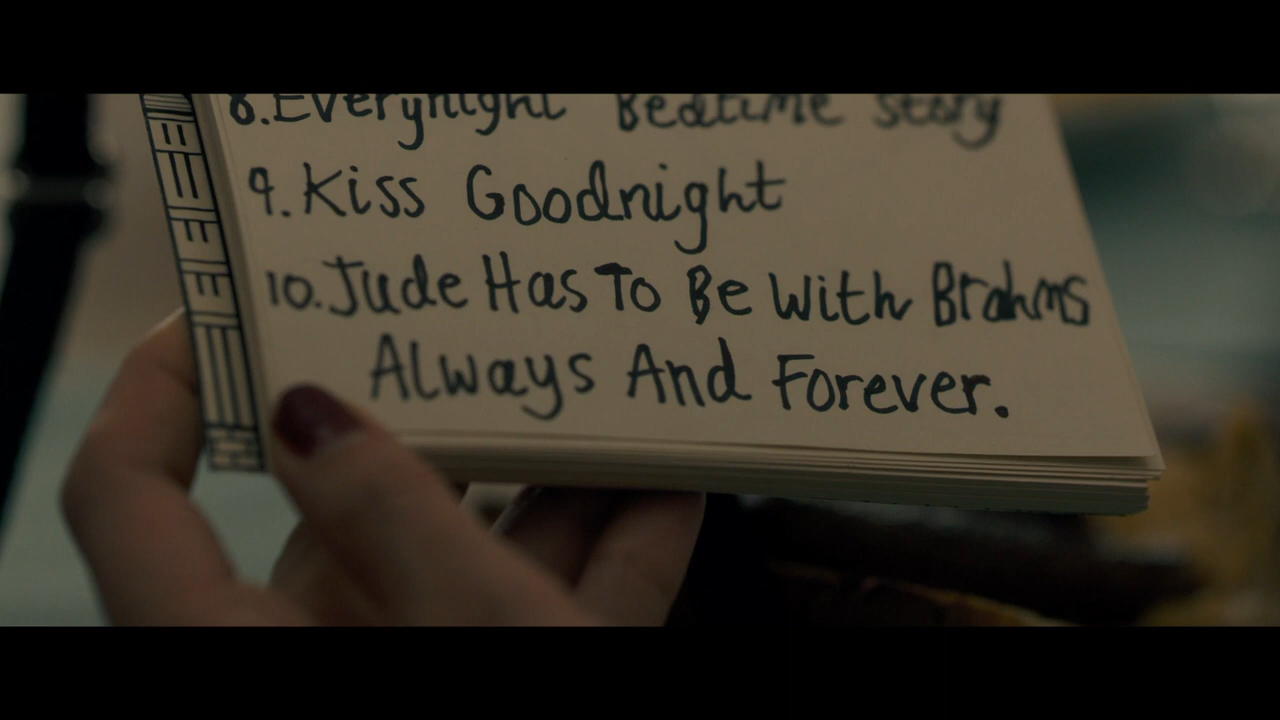 8. Everynight Bedtime Story
9. Kiss Goodnight
10. Jude Has To Be With Brahms
Always And Forever.